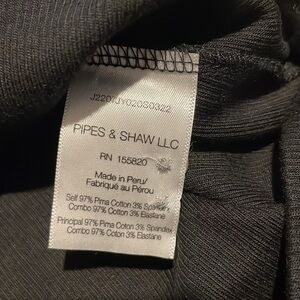 J2201JY020S0322
PIPES & SHAW LLC
RN 155820
Made in Peru/
Fabriqué au Pérou
Self 97% Pima Cotton 3% Spandex
Combo 97% Cotton 3% Elastane
Principal 97% Pima Coton 3% Spandex
Combo 97% Coton 3% Elastane